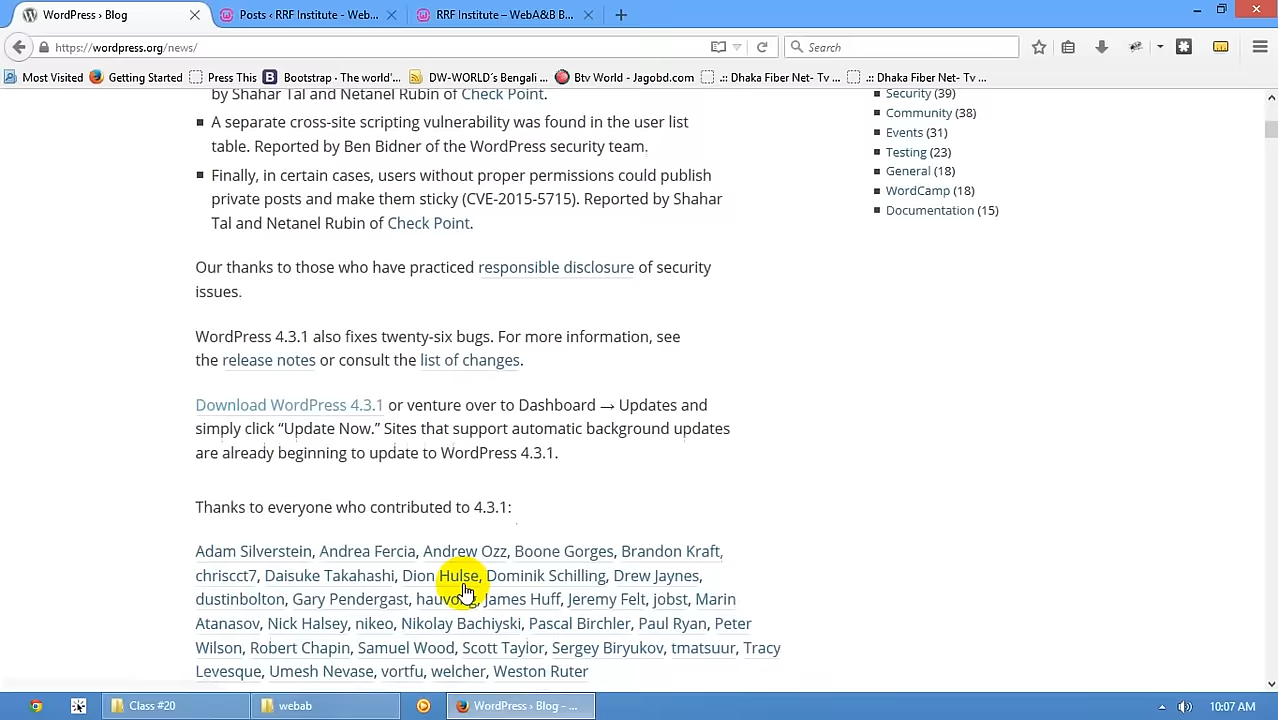 WordPress › Blog
Posts ‹ RRF Institute - Web...
RRF Institute – WebA&B B...
https://wordpress.org/news/
Search
Most Visited
Getting Started
Press This
Bootstrap · The world'...
DW-WORLD's Bengali ...
Btv World - Jagobd.com
.:: Dhaka Fiber Net- Tv ...
.:: Dhaka Fiber Net- Tv ...
by Shahar Tal and Netanel Rubin of Check Point.
A separate cross-site scripting vulnerability was found in the user list
table. Reported by Ben Bidner of the WordPress security team.
Finally, in certain cases, users without proper permissions could publish
private posts and make them sticky (CVE-2015-5715). Reported by Shahar
Tal and Netanel Rubin of Check Point.
Our thanks to those who have practiced responsible disclosure of security
issues.
WordPress 4.3.1 also fixes twenty-six bugs. For more information, see
the release notes or consult the list of changes.
Download WordPress 4.3.1 or venture over to Dashboard → Updates and
simply click “Update Now.” Sites that support automatic background updates
are already beginning to update to WordPress 4.3.1.
Thanks to everyone who contributed to 4.3.1:
Adam Silverstein, Andrea Fercia, Andrew Ozz, Boone Gorges, Brandon Kraft,
chriscct7, Daisuke Takahashi, Dion Hulse, Dominik Schilling, Drew Jaynes,
dustinbolton, Gary Pendergast, James Huff, Jeremy Felt, jobst, Marin
Atanasov, Nick Halsey, nikeo, Nikolay Bachiyski, Pascal Birchler, Paul Ryan, Peter
Wilson, Robert Chapin, Samuel Wood, Scott Taylor, Sergey Biryukov, tmatsuur, Tracy
Levesque, Umesh Nevase, vortfu, welcher, Weston Ruter
Security (39)
Community (38)
Events (31)
Testing (23)
General (18)
WordCamp (18)
Documentation (15)
Class #20
webab
WordPress › Blog - ...
10:07 AM